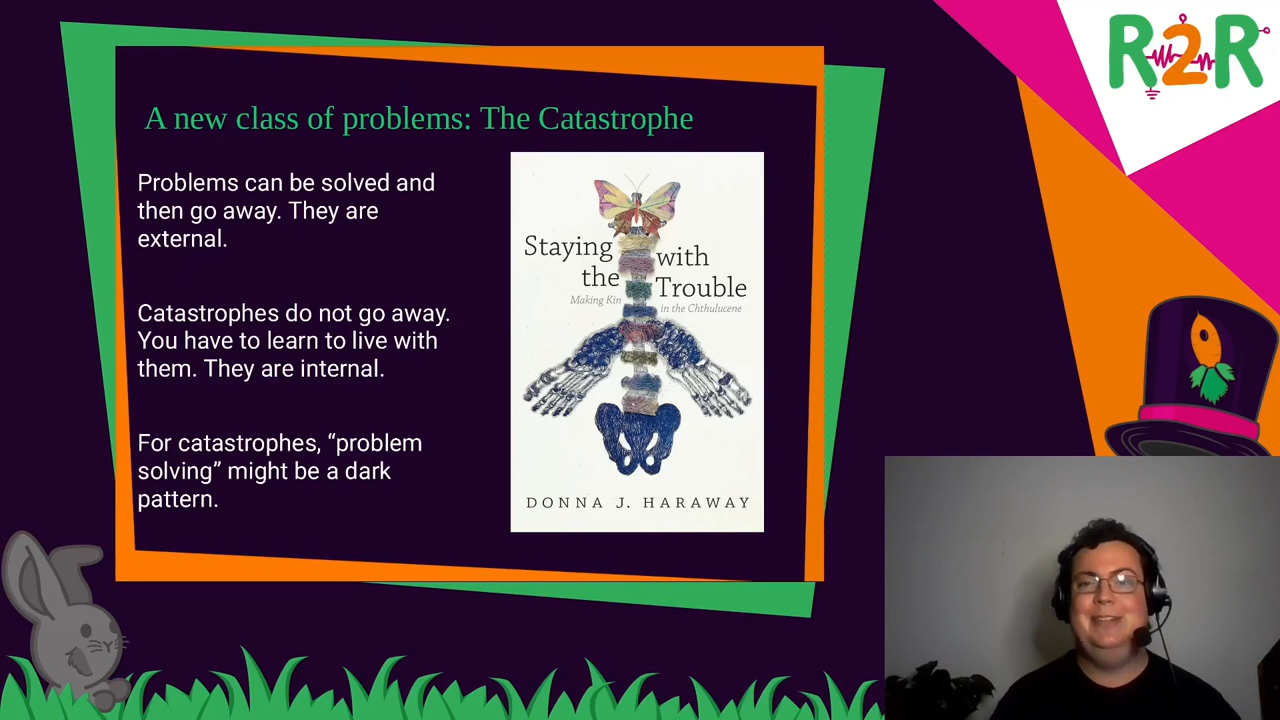 R2R
A new class of problems: The Catastrophe
Problems can be solved and
then go away. They are
external.
Catastrophes do not go away.
You have to learn to live with
them. They are internal.
For catastrophes, “problem
solving” might be a dark
pattern.
Staying with
the Trouble
Making Kin in the Chthulucene
DONNA J. HARAWAY